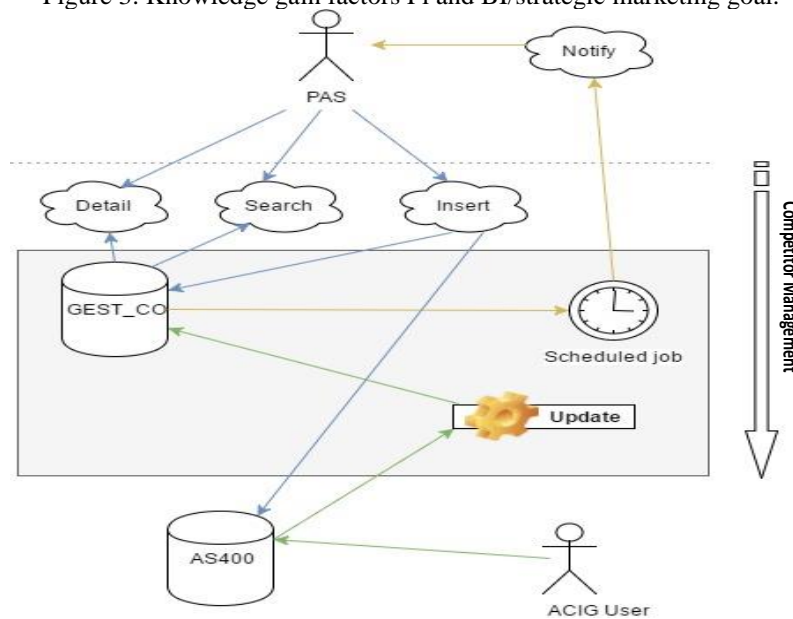 Figure 3: Knowledge gain factors Pi and BI/strategic marketing goal.
Notify
PAS
Detail
Search
Insert
GEST_CO
Scheduled job
Update
AS400
ACIG User
Competitor Management